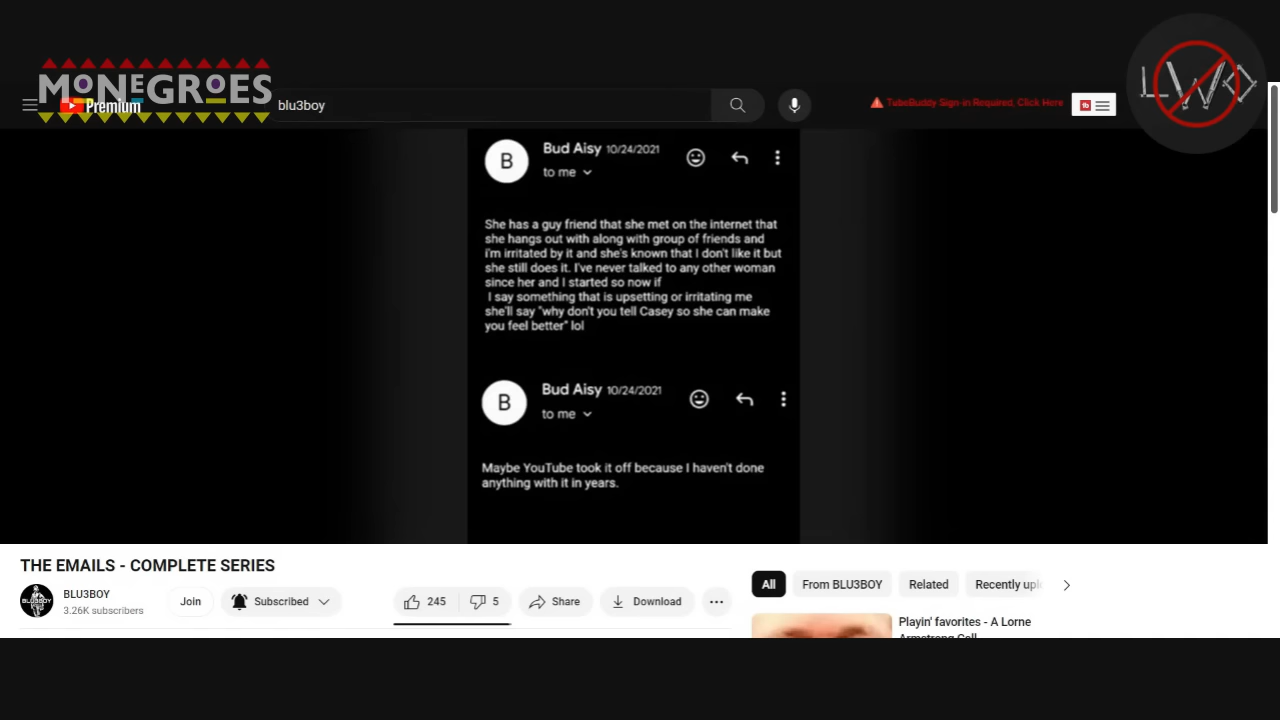 MONEGROES
Premium
blu3boy
TubeBuddy Sign-in Required, Click Here
LWK
B
Bud Aisy 10/24/2021
to me
She has a guy friend that she met on the internet that
she hangs out with along with group of friends and
i'm irritated by it and she's known that I don't like it but
she still does it. I've never talked to any other woman
since her and I started so now if
I say something that is upsetting or irritating me
she'll say "why don't you tell Casey so she can make
you feel better" lol
B
Bud Aisy 10/24/2021
to me
Maybe YouTube took it off because I haven't done
anything with it in years.
THE EMAILS - COMPLETE SERIES
BLU3BOY
3.26K subscribers
Join
Subscribed
245
5
Share
Download
All
From BLU3BOY
Related
Recently upl
Playin' favorites - A Lorne
Armstrong Call